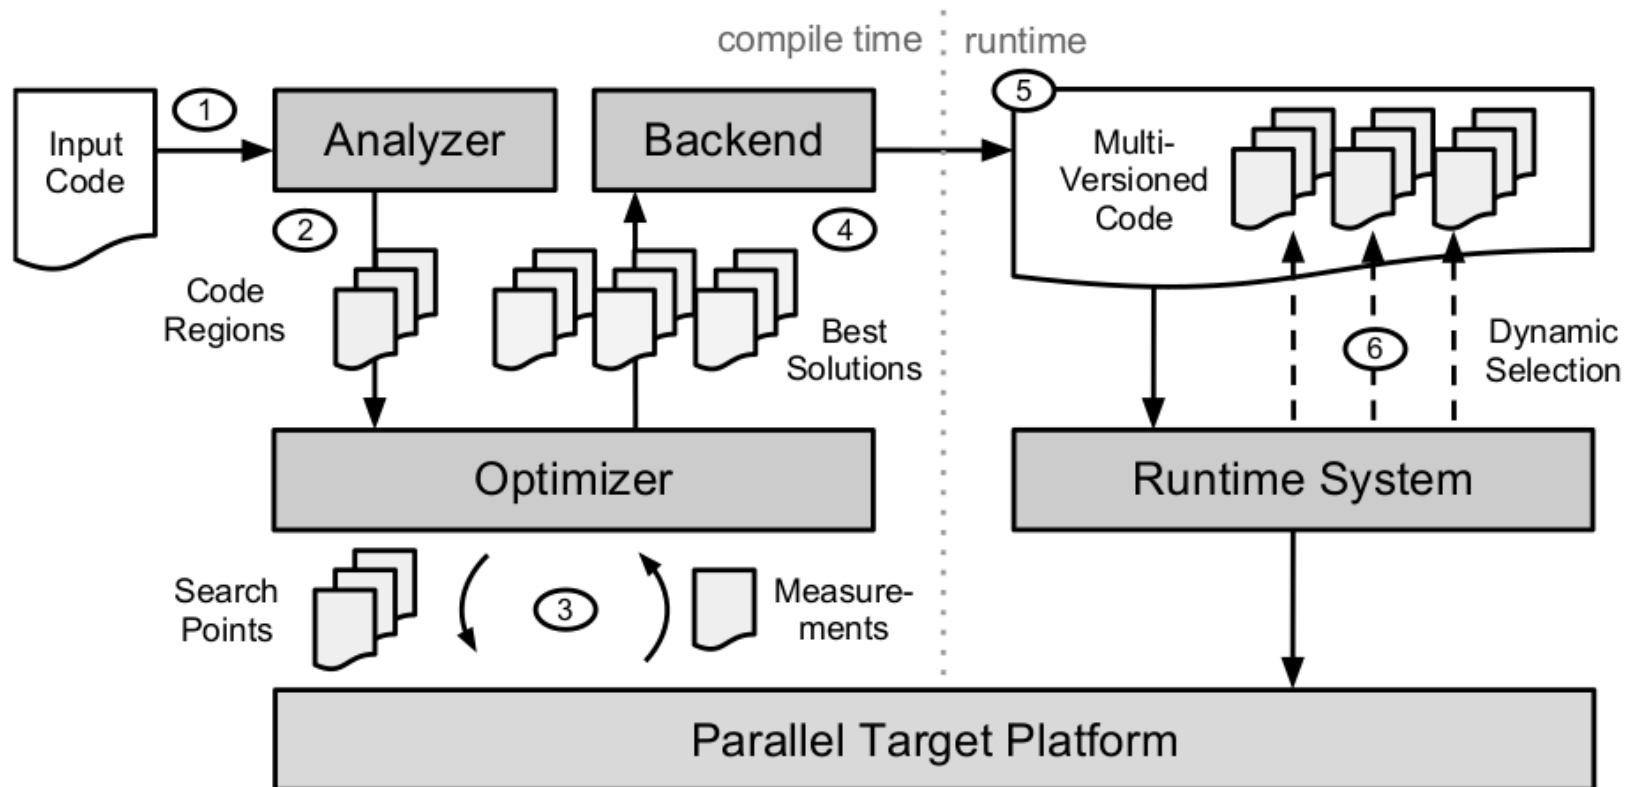 compile time
runtime
1
5
Input
Code
Analyzer
Backend
Multi-
Versioned
Code
2
4
Code
Regions
Best
Solutions
6
Dynamic
Selection
Optimizer
Runtime System
Search
Points
3
Measure-
ments
Parallel Target Platform